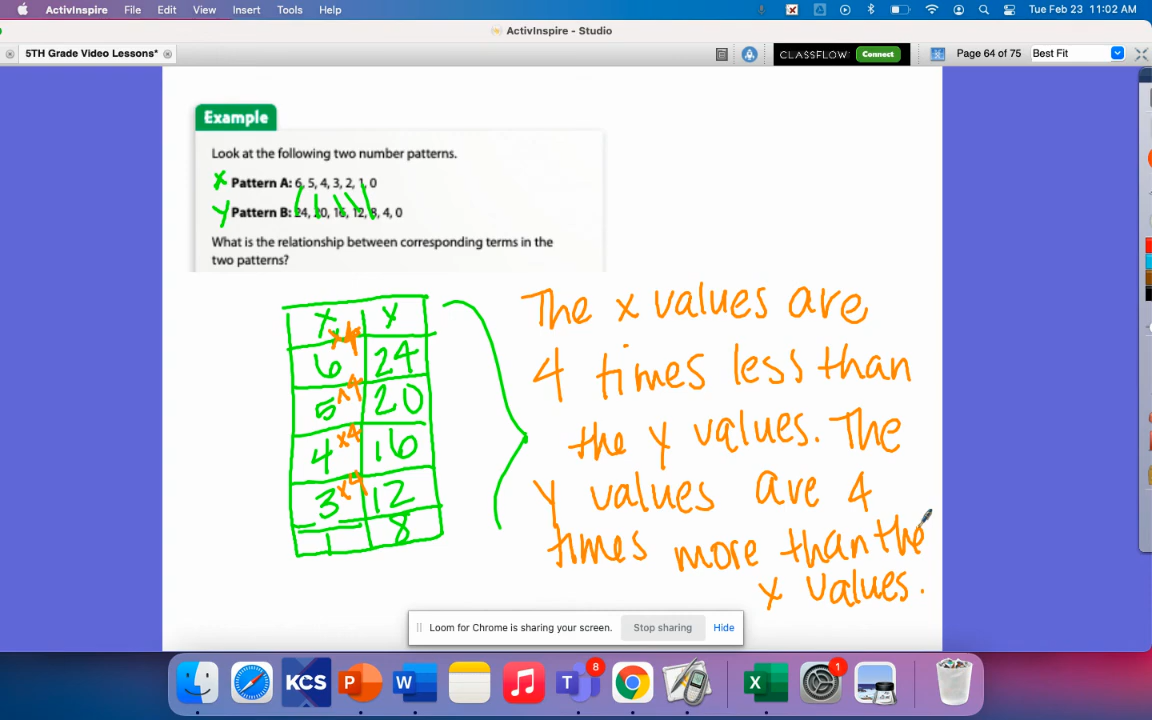 ActivInspire File Edit View Insert Tools Help Tue Feb 23 11:02 AM
ActivInspire - Studio
5TH Grade Video Lessons* CLASSFLOW Connect Page 64 of 75 Best Fit
Example
Look at the following two number patterns.
x Pattern A: 6, 5, 4, 3, 2, 1, 0
y Pattern B: 24, 20, 16, 12, 8, 4, 0
What is the relationship between corresponding terms in the
two patterns?
x y
x4
6 24
x4
5 20
4 x4 16
3 x4 12
1 8
The x values are
4 times less than
the y values. The
y values are 4
times more than the
x values.
Loom for Chrome is sharing your screen. Stop sharing Hide
KCS P W T 8 X 1